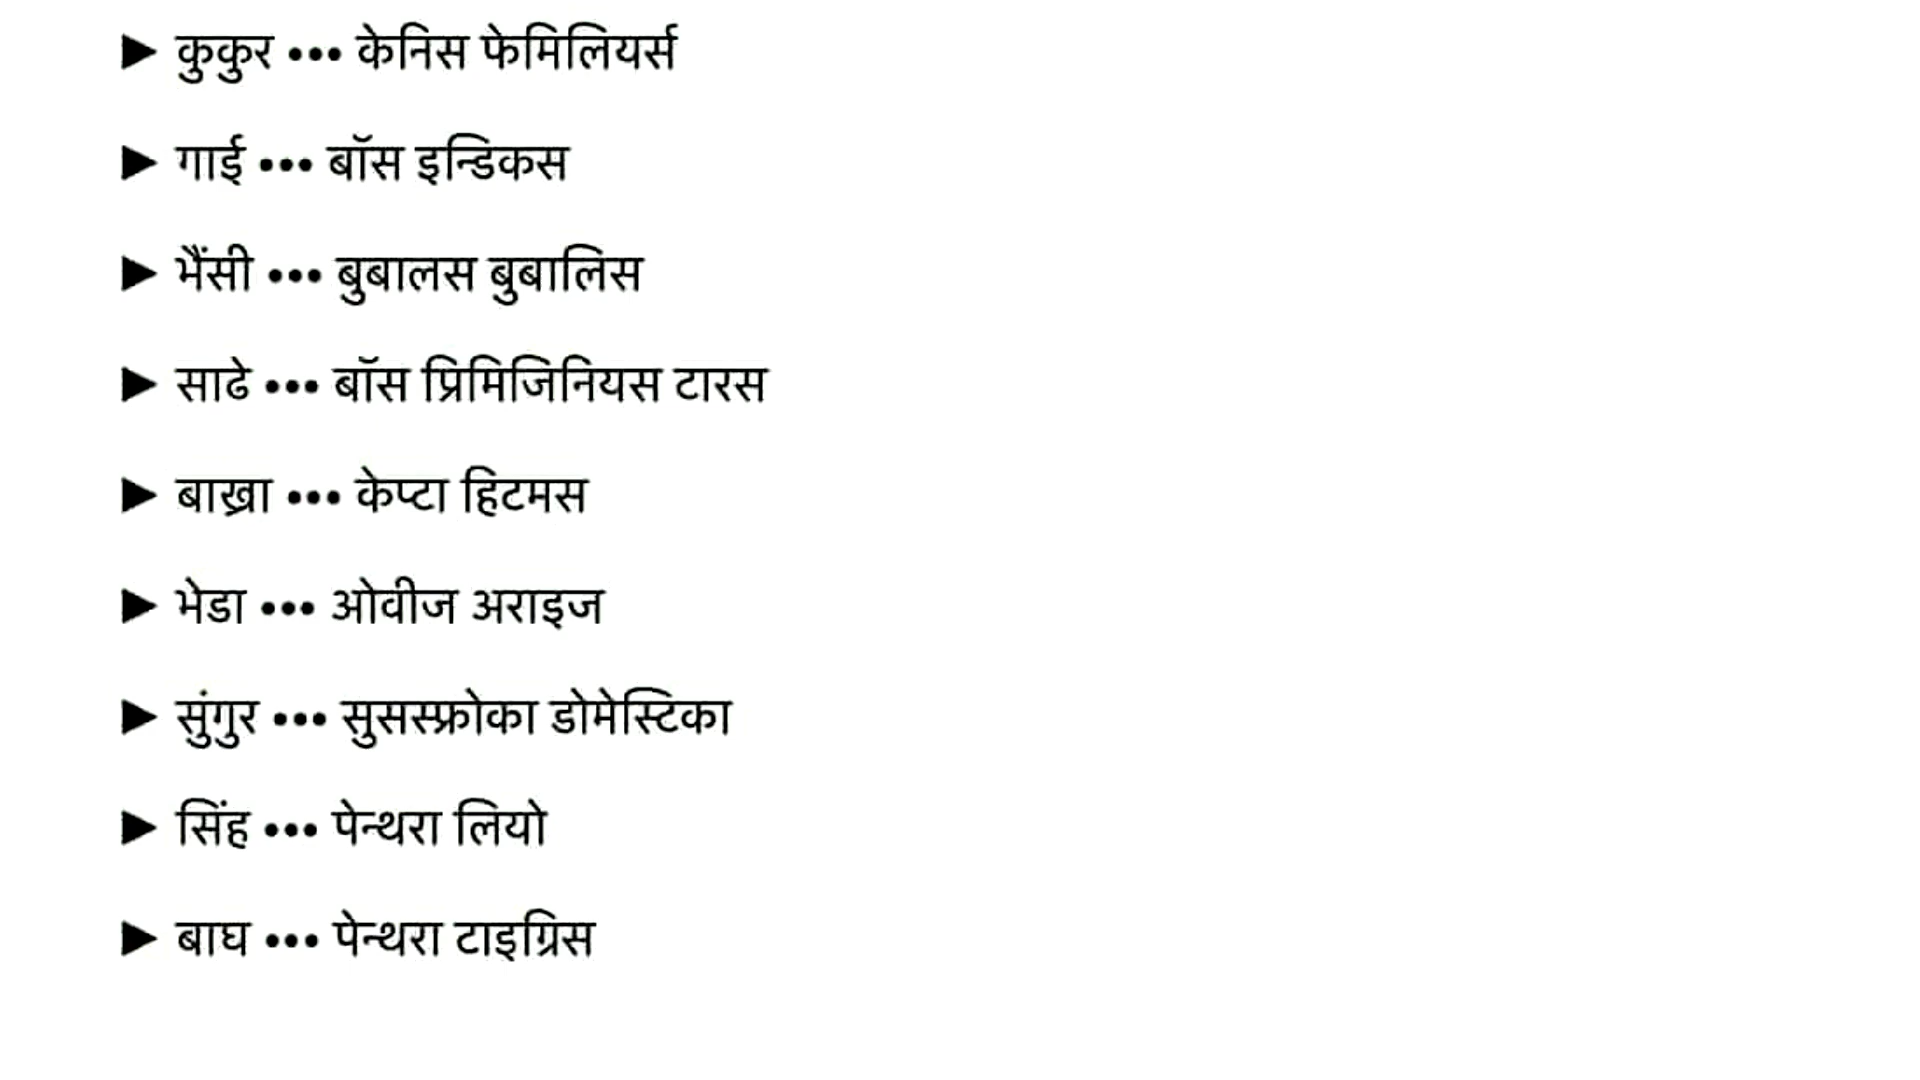 ► कुकुर ••• केनिस फेमिलियर्स
► गाई ••• बॉस इन्डिकस
► भैंसी ••• बुबालस बुबालिस
► साढे ••• बॉस प्रिमिजिनियस टारस
► बाख्रा ••• केप्टा हिटमस
► भेडा ••• ओवीज अराइज
► सुंगुर ••• सुसस्फ्रोका डोमेस्टिका
► सिंह ••• पेन्थरा लियो
► बाघ ••• पेन्थरा टाइग्रिस